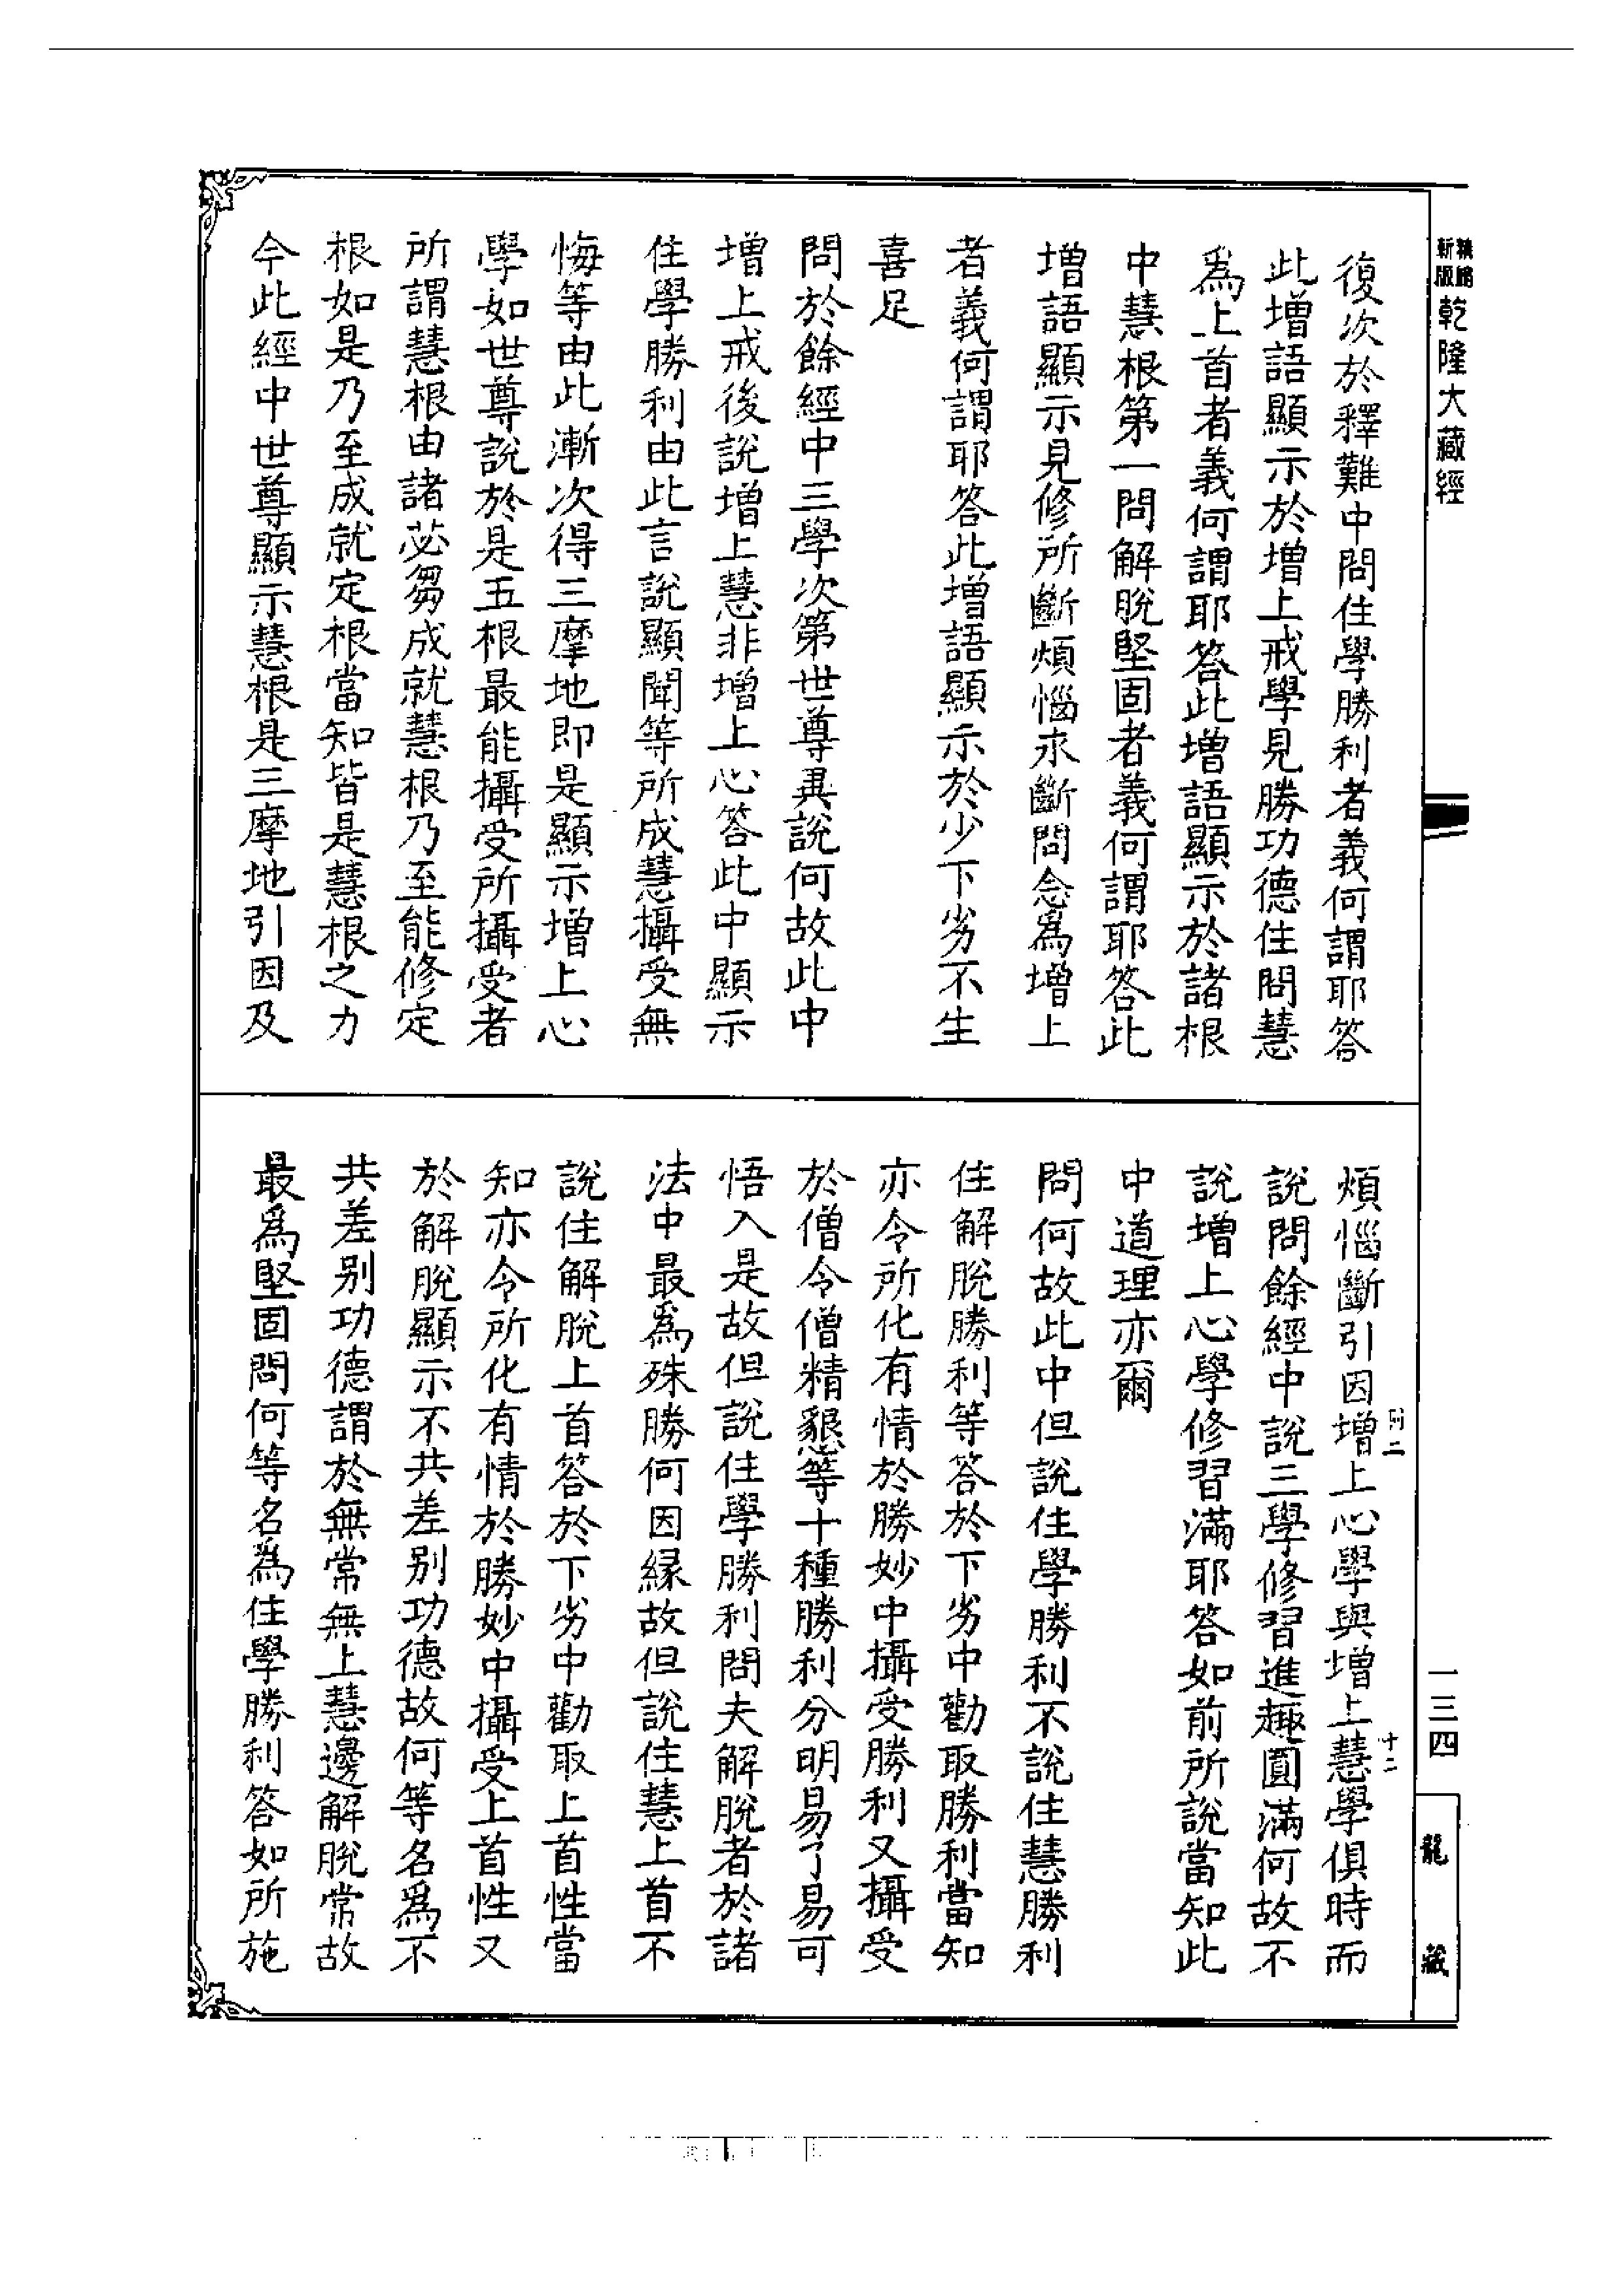 新版
精縮
乾隆大藏經
復次於釋難中問住學勝利者義何謂耶答
此增語顯示於增上戒學見勝功德住問慧
爲上首者義何謂耶答此增語顯示於諸根
中慧根第一問解脫堅固者義何謂耶答此
增語顯示見修所斷煩惱永斷問念爲增上
者義何謂耶答此增語顯示於少下劣不生
喜足
問於餘經中三學次第世尊異說何故此中
增上戒後說增上慧非增上心答此中顯示
住學勝利由此言說顯聞等所成慧攝受無
悔等由此漸次得三摩地即是顯示增上心
學如世尊說於是五根最能攝受所攝受者
所謂慧根由諸苾芻成就慧根乃至能修定
根如是乃至成就定根當知皆是慧根之力
今此經中世尊顯示慧根是三摩地引因及
煩惱斷引因增上心學與增上慧學俱時而
說問餘經中說三學修習進趣圓滿何故不
說增上心學修習滿耶答如前所說當知此
中道理亦爾
問何故此中但說住學勝利不說住慧勝利
住解脫勝利等答於下劣中勸取勝利當知
亦令所化有情於勝妙中攝受勝利又攝受
於僧令僧精懇等十種勝利分明易了易可
悟入是故但說住學勝利問夫解脫者於諸
法中最爲殊勝何因緣故但說住慧上首不
說住解脫上首答於下劣中勸取上首性當
知亦令所化有情於勝妙中攝受上首性又
於解脫顯示不共差別功德故何等名爲不
共差別功德謂於無常無上慧邊解脫常故
最爲堅固問何等名爲住學勝利答如所施
十二
一三四
龍藏